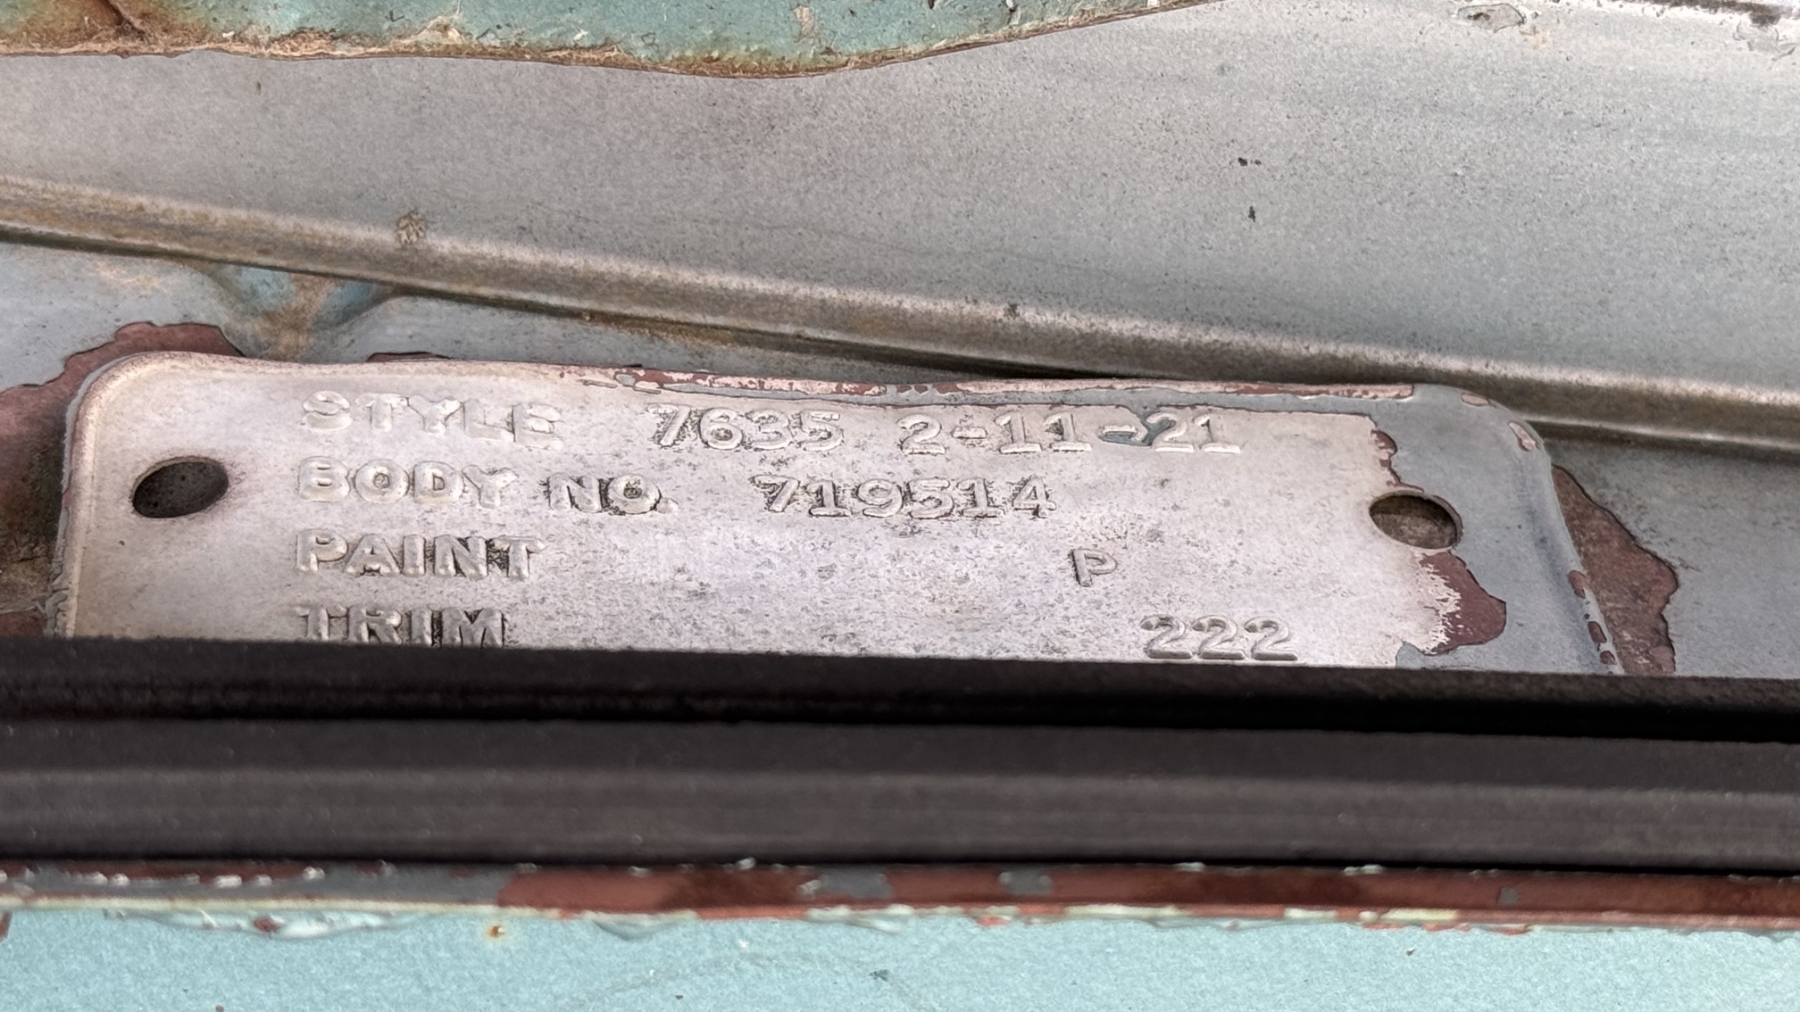 STYLE 7635 2-11-21
BODY NO. 719514
PAINT P
TRIM 222